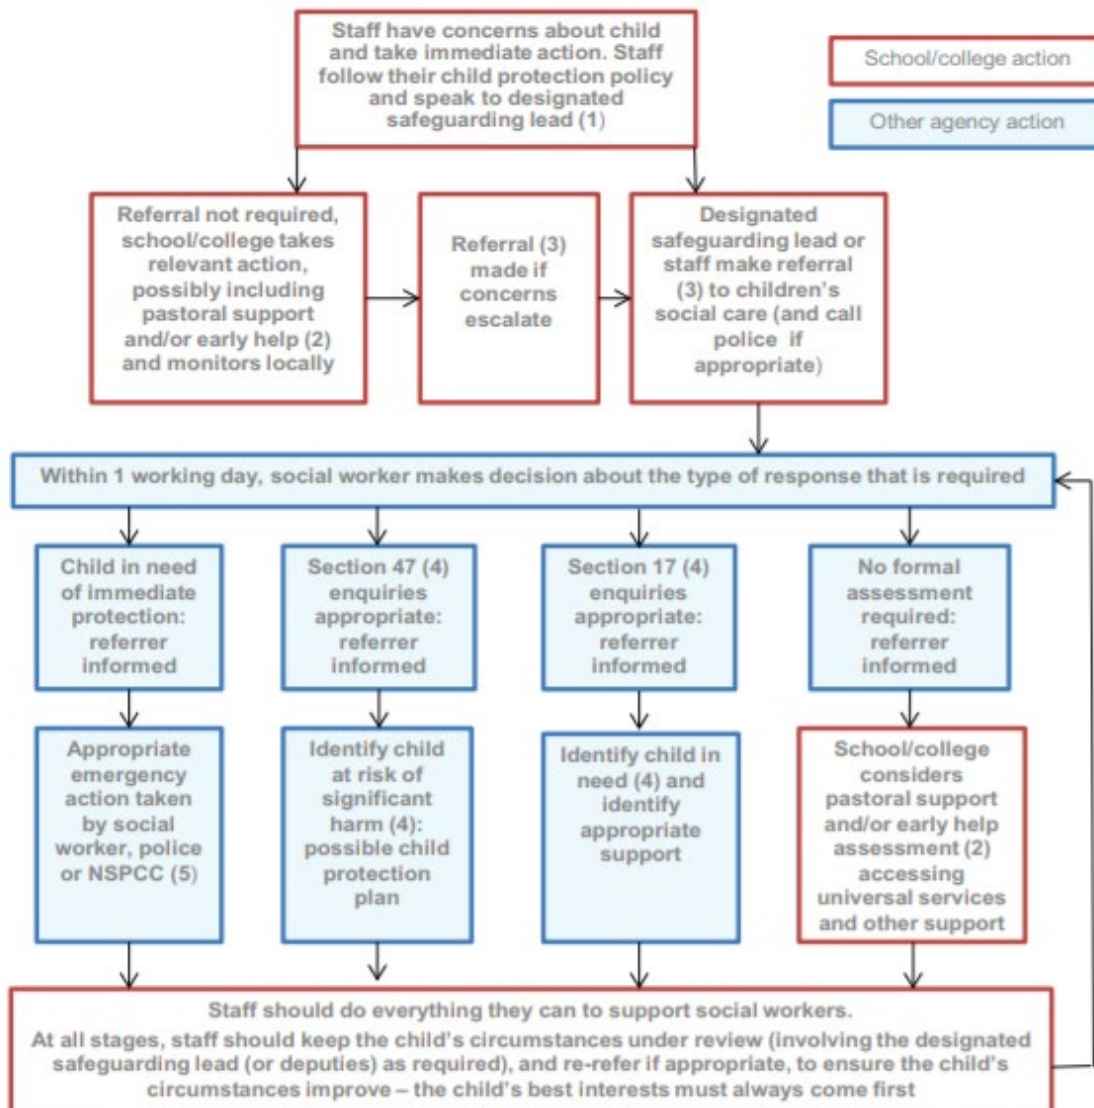 Staff have concerns about child
and take immediate action. Staff
follow their child protection policy
and speak to designated
safeguarding lead (1)
School/college action
Other agency action
Referral not required,
school/college takes
relevant action,
possibly including
pastoral support
and/or early help (2)
and monitors locally
Referral (3)
made if
concerns
escalate
Designated
safeguarding lead or
staff make referral
(3) to children's
social care (and call
police if
appropriate)
Within 1 working day, social worker makes decision about the type of response that is required
Child in need
of immediate
protection:
referrer
informed
Section 47 (4)
enquiries
appropriate:
referrer
informed
Section 17 (4)
enquiries
appropriate:
referrer
informed
No formal
assessment
required:
referrer
informed
Appropriate
emergency
action taken
by social
worker, police
or NSPCC (5)
Identify child
at risk of
significant
harm (4):
possible child
protection
plan
Identify child in
need (4) and
identify
appropriate
support
School/college
considers
pastoral support
and/or early help
assessment (2)
accessing
universal services
and other support
Staff should do everything they can to support social workers.
At all stages, staff should keep the child's circumstances under review (involving the designated
safeguarding lead (or deputies) as required), and re-refer if appropriate, to ensure the child's
circumstances improve – the child's best interests must always come first